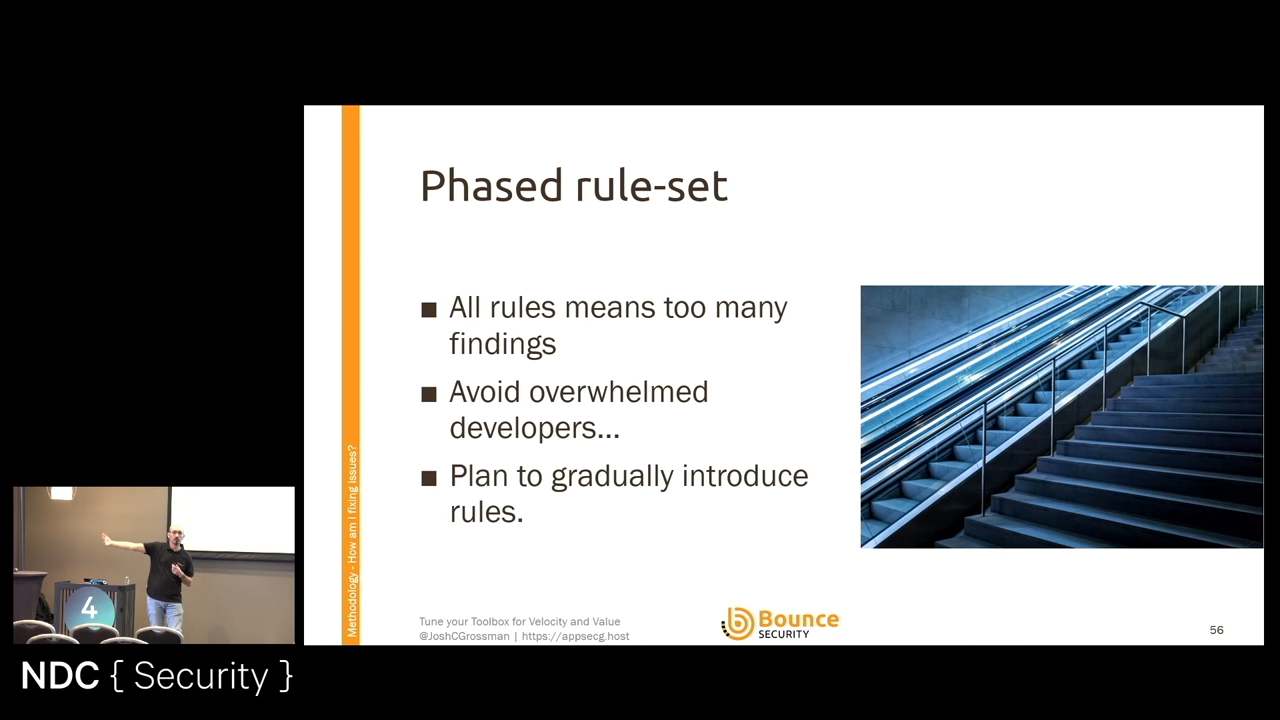 Phased rule-set
■ All rules means too many
findings
■ Avoid overwhelmed
developers...
■ Plan to gradually introduce
rules.
Methodology - How am I fixing issues?
Tune your Toolbox for Velocity and Value
@JoshCGrossman | https://appsecg.host
Bounce
SECURITY
56
4
NDC { Security }